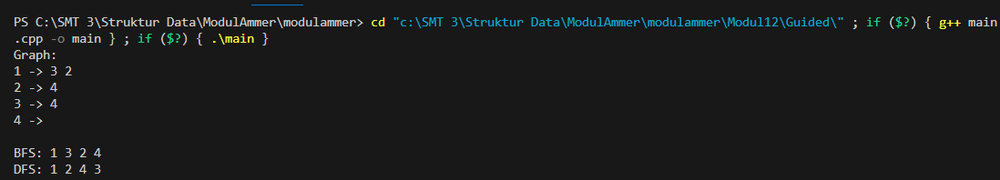 PS C:\SMT 3\Struktur Data\ModulAmmer\modulammer> cd "c:\SMT 3\Struktur Data\ModulAmmer\modulammer\Modul12\Guided\" ; if ($?) { g++ main
.cpp -o main } ; if ($?) { .\main }
Graph:
1 -> 3 2
2 -> 4
3 -> 4
4 ->
BFS: 1 3 2 4
DFS: 1 2 4 3